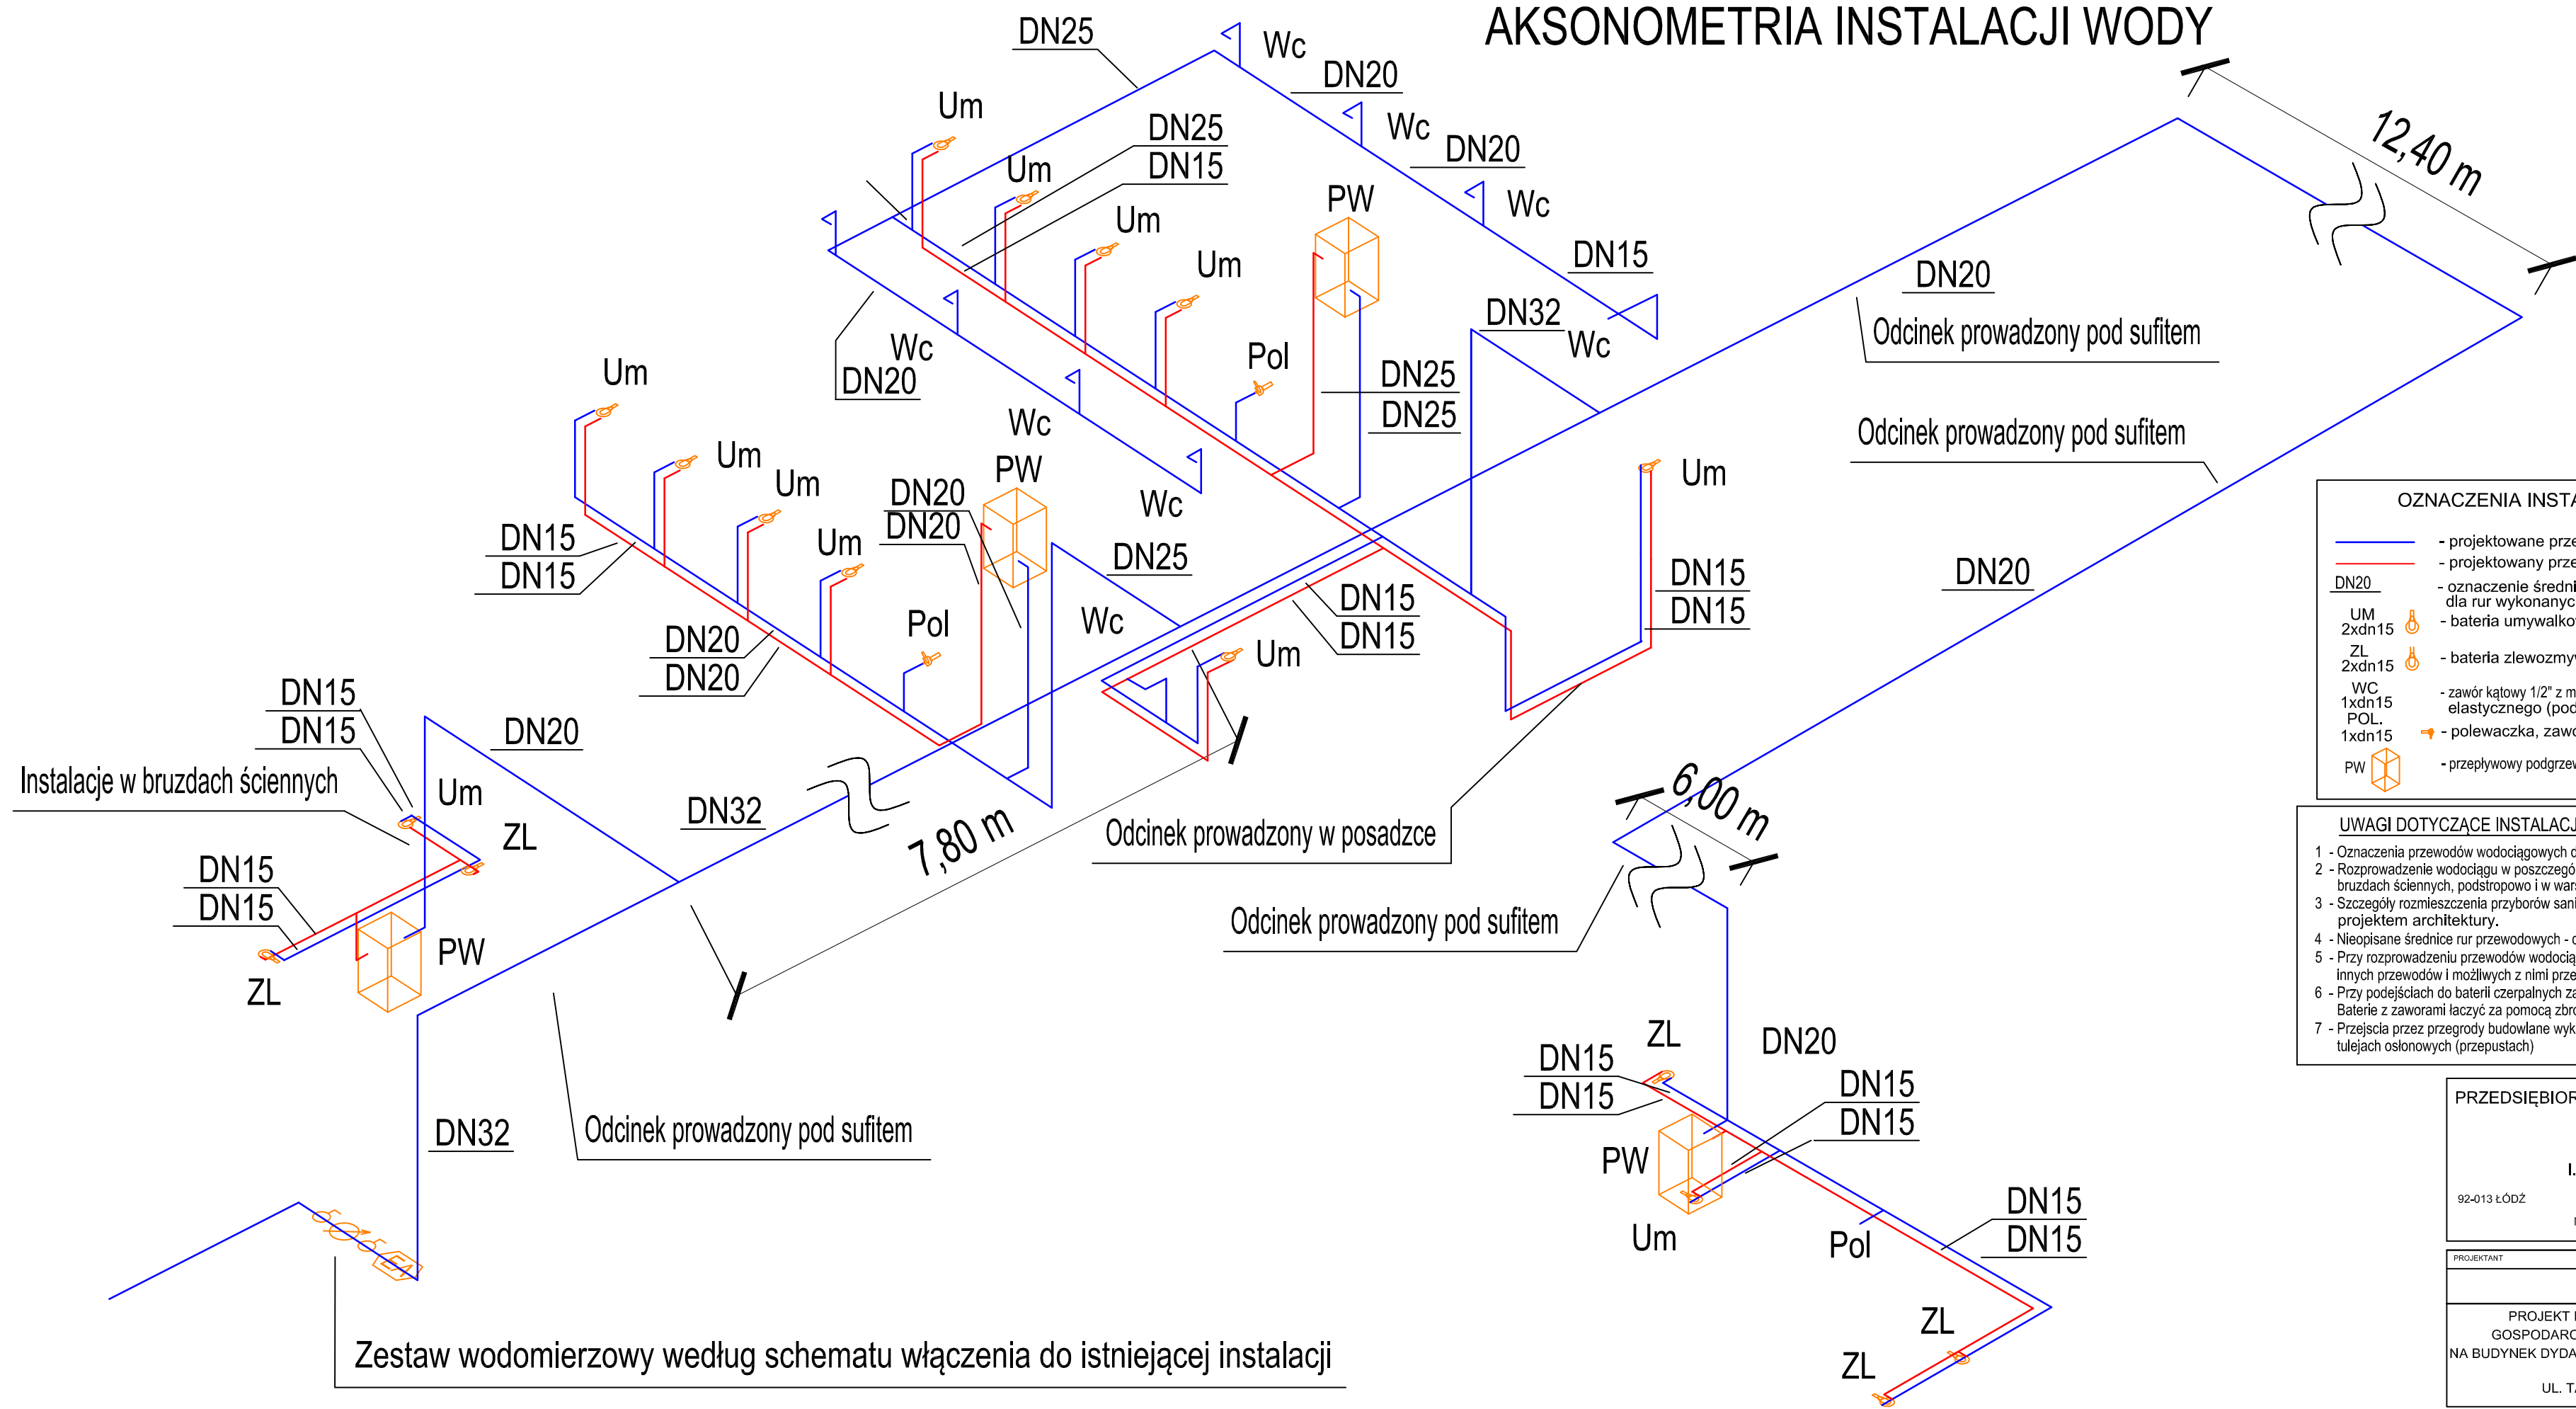 AKSONOMETRIA INSTALACJI WODY
DN25
Wc
DN20
Um
DN25
DN15
Wc
DN20
12,40 m
Um
PW
Wc
Um
Um
DN15
DN20
DN32
Wc
Odcinek prowadzony pod sufitem
Wc
DN20
Pol
DN25
DN25
Um
Wc
Odcinek prowadzony pod sufitem
Um
PW
Um
Um
DN20
DN20
Wc
Um
DN15
DN15
DN25
DN20
DN15
DN15
DN15
DN15
Wc
Pol
DN20
DN20
Um
DN15
DN15
DN20
Instalacje w bruzdach ściennych
Um
ZL
DN32
7,80 m
Odcinek prowadzony w posadzce
6,00 m
DN15
DN15
PW
ZL
Odcinek prowadzony pod sufitem
ZL
DN20
DN15
DN15
DN15
DN15
PW
Um
Pol
DN15
DN15
ZL
ZL
DN32
Odcinek prowadzony pod sufitem
EA
Zestaw wodomierzowy według schematu włączenia do istniejącej instalacji
OZNACZENIA INSTA
- projektowane prze
- projektowany prze
DN20
- oznaczenie średni
dla rur wykonanyc
UM
2xdn15
- bateria umywalko
ZL
2xdn15
- bateria zlewozmy
WC
1xdn15
- zawór kątowy 1/2" z m
elastycznego (pod
POL.
1xdn15
- polewaczka, zawo
PW
- przepływowy podgrzew
UWAGI DOTYCZĄCE INSTALACJ
1 - Oznaczenia przewodów wodociągowych d
2 - Rozprowadzenie wodociągu w poszczegó
bruzdach ściennych, podstropowo i w wars
3 - Szczegóły rozmieszczenia przyborów sani
projektem architektury.
4 - Nieopisane średnice rur przewodowych - d
5 - Przy rozprowadzeniu przewodów wodocią
innych przewodów i możliwych z nimi prze
6 - Przy podejściach do baterii czerpalnych za
Baterie z zaworami łaczyć za pomocą zbro
7 - Przejscia przez przegrody budowlane wyk
tulejach osłonowych (przepustach)
PRZEDSIĘBIOR
I.
92-013 ŁÓDŹ
PROJEKTANT
PROJEKT
GOSPODARC
NA BUDYNEK DYDA
UL. TA